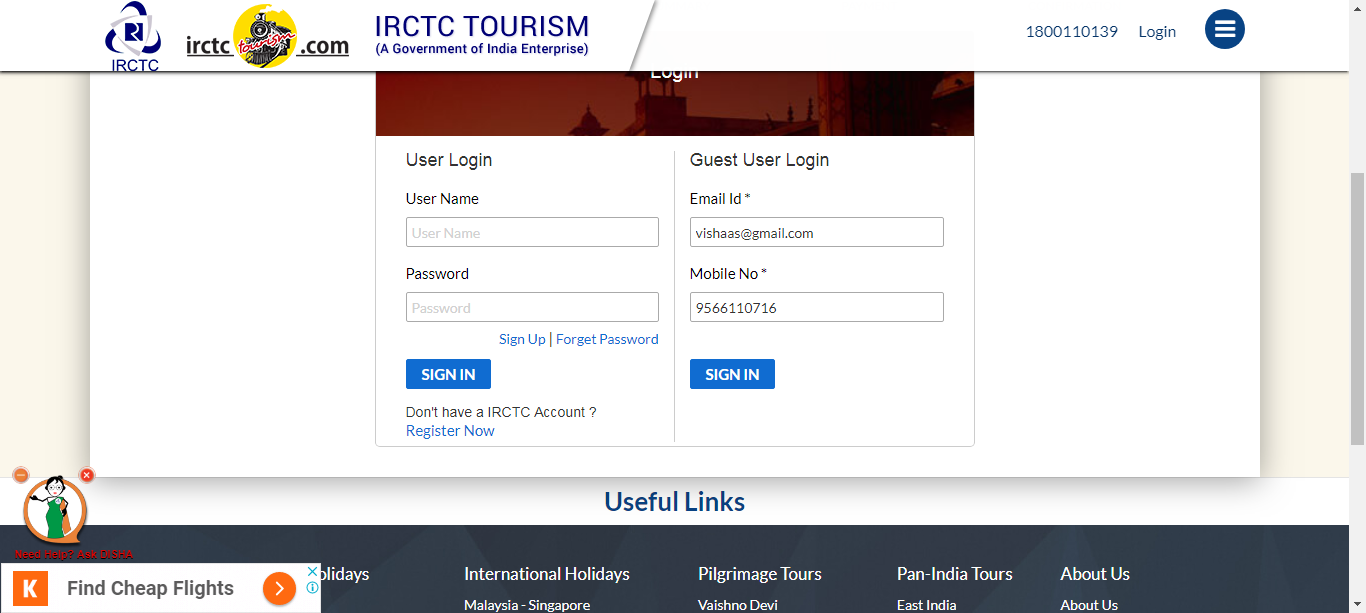 IRCTC
irctc tourism .com
IRCTC TOURISM
(A Government of India Enterprise)
1800110139 Login
Login
User Login
User Name
User Name
Password
Password
Sign Up | Forget Password
SIGN IN
Don't have a IRCTC Account ?
Register Now
Guest User Login
Email Id *
vishaas@gmail.com
Mobile No *
9566110716
SIGN IN
Need Help? Ask DISHA
Useful Links
olidays
International Holidays
Malaysia - Singapore
Pilgrimage Tours
Vaishno Devi
Pan-India Tours
East India
About Us
About Us
K Find Cheap Flights